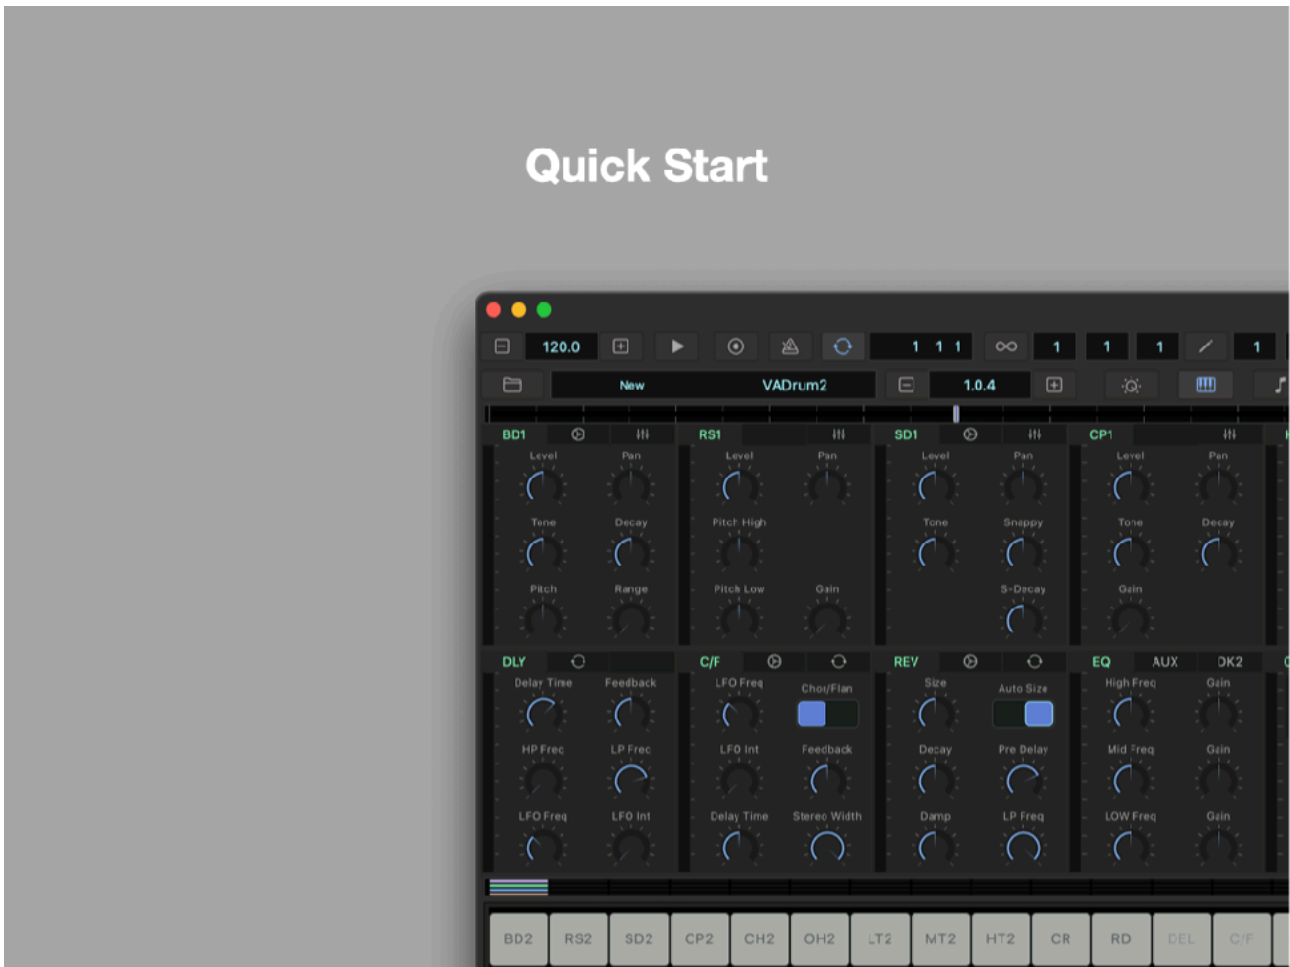 Quick Start
120.0 1 1 1 1 1 1 1
New VADrum2 1.0.4
BD1 RS1 SD1 CP1
Level Pan Level Pan Level Pan Level Pan
Tone Decay Pitch High Tone Snappy Tone Decay
Pitch Range Pitch Low Gain S-Decay Gain
DLY C/F REV EQ AUX DK2
Delay Time Feedback LFO Freq Chor/Flan Size Auto Size High Freq Gain
HP Freq LP Freq LFO Int Feedback Decay Pre Delay Mid Freq Gain
LFO Freq LFO Int Delay Time Stereo Width Damp LP Freq LOW Freq Gain
BD2 RS2 SD2 CP2 CH2 OH2 LT2 MT2 HT2 CR RD DEL C/F